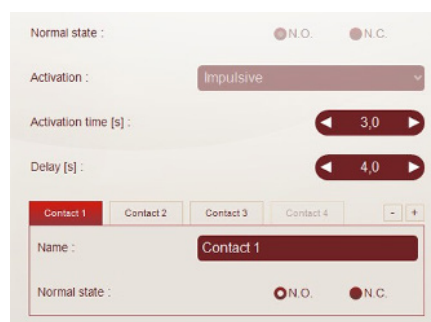 Normal state : N.O. N.C.
Activation : Impulsive
Activation time [s] : 3,0
Delay [s] : 4,0
Contact 1 Contact 2 Contact 3 Contact 4 - +
Name : Contact 1
Normal state : N.O. N.C.